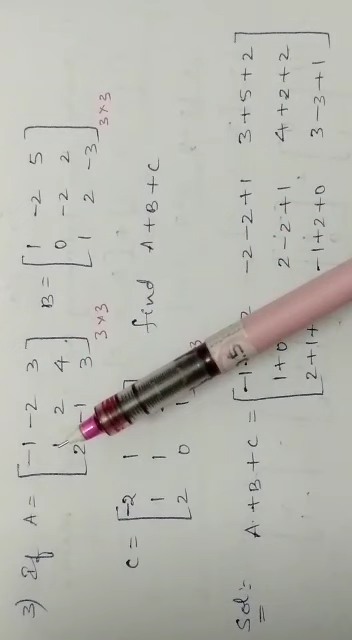 3) If A = [ -1 -2 3 ] B = [ 1 -2 5 ]
2 4 0 -2 2
2 -1 3 ] 3×3 1 2 -3 ] 3×3
C = [ -2 1
1 1
2 0 1
find A+B+C
Sol:- A+B+C = [ -1 -2-2+1 3+5+2 ]
1+0 2-2+1 4+2+2
2+1+ -1+2+0 3-3+1 ]